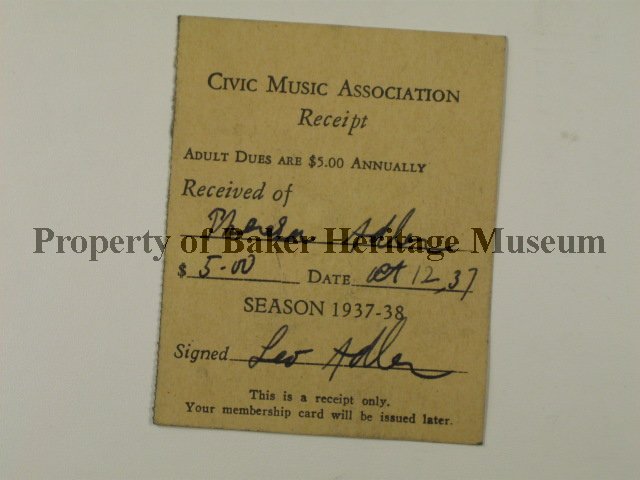 CIVIC MUSIC ASSOCIATION
Receipt
ADULT DUES ARE $5.00 ANNUALLY
Received of
Theresa Adler
Property of Baker Heritage Museum
$ 5.00 DATE Oct 12, 37
SEASON 1937-38
Signed Leo Adler
This is a receipt only.
Your membership card will be issued later.